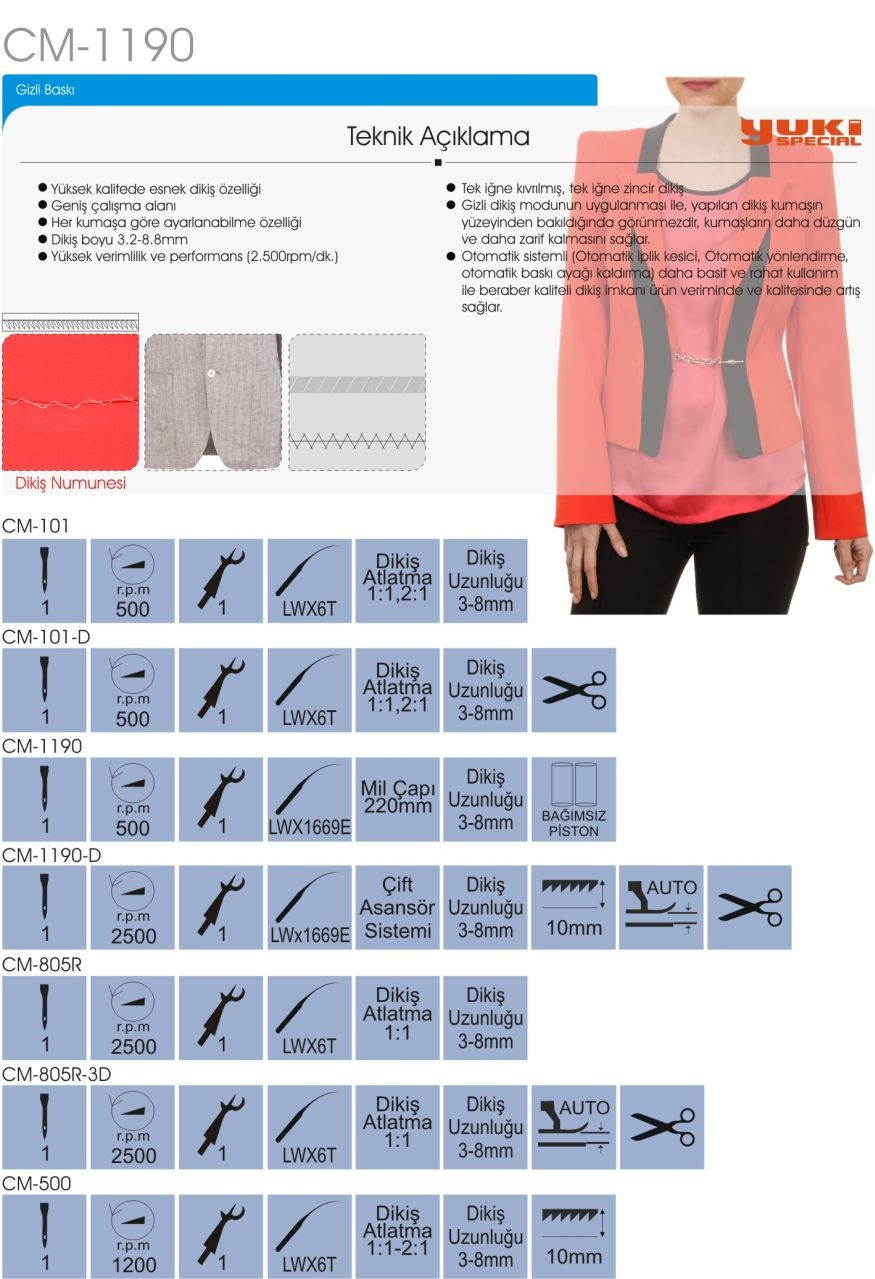 CM-1190
Gizli Baskı
Teknik Açıklama
YUKI
SPECIAL
Yüksek kalitede esnek dikiş özelliği
Geniş çalışma alanı
Her kumaşa göre ayarlanabilme özelliği
Dikiş boyu 3.2-8.8mm
Yüksek verimlilik ve performans (2.500rpm/dk.)
Tek iğne kıvrılmış, tek iğne zincir dikiş
Gizli dikiş modunun uygulanması ile, yapılan dikiş kumaşın
yüzeyinden bakıldığında görünmezdir, kumaşların daha düzgün
ve daha zarif kalmasını sağlar.
Otomatik sistemli (Otomatik iplik kesici, Otomatik yönlendirme,
otomatik baskı ayağı kaldırma) daha basit ve rahat kullanım
ile beraber kaliteli dikiş imkanı ürün veriminde ve kalitesinde artış
sağlar.
Dikiş Numunesi
CM-101
1
r.p.m
500
1
LWX6T
Dikiş
Atlatma
1:1,2:1
Dikiş
Uzunluğu
3-8mm
CM-101-D
1
r.p.m
500
1
LWX6T
Dikiş
Atlatma
1:1,2:1
Dikiş
Uzunluğu
3-8mm
CM-1190
1
r.p.m
500
1
LWX1669E
Mil Çapı
220mm
Dikiş
Uzunluğu
3-8mm
BAĞIMSIZ
PİSTON
CM-1190-D
1
r.p.m
2500
1
LWx1669E
Çift
Asansör
Sistemi
Dikiş
Uzunluğu
3-8mm
10mm
AUTO
CM-805R
1
r.p.m
2500
1
LWX6T
Dikiş
Atlatma
1:1
Dikiş
Uzunluğu
3-8mm
CM-805R-3D
1
r.p.m
2500
1
LWX6T
Dikiş
Atlatma
1:1
Dikiş
Uzunluğu
3-8mm
AUTO
CM-500
1
r.p.m
1200
1
LWX6T
Dikiş
Atlatma
1:1-2:1
Dikiş
Uzunluğu
3-8mm
10mm